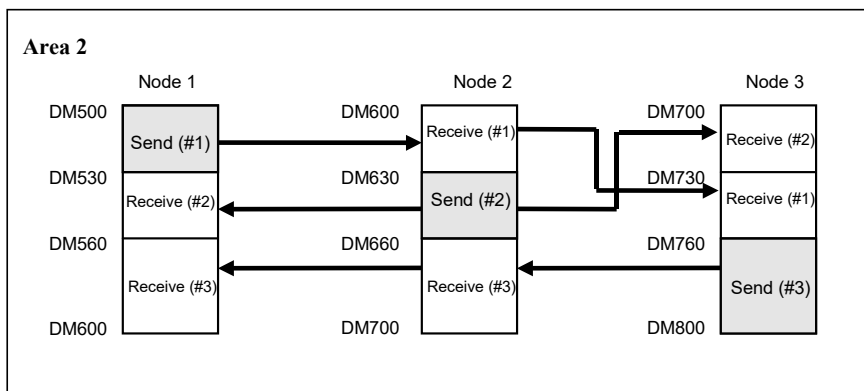 Area 2
Node 1 Node 2 Node 3
DM500 DM600 DM700
Send (#1) Receive (#1) Receive (#2)
DM530 DM630 DM730
Receive (#2) Send (#2) Receive (#1)
DM560 DM660 DM760
Receive (#3) Receive (#3) Send (#3)
DM600 DM700 DM800